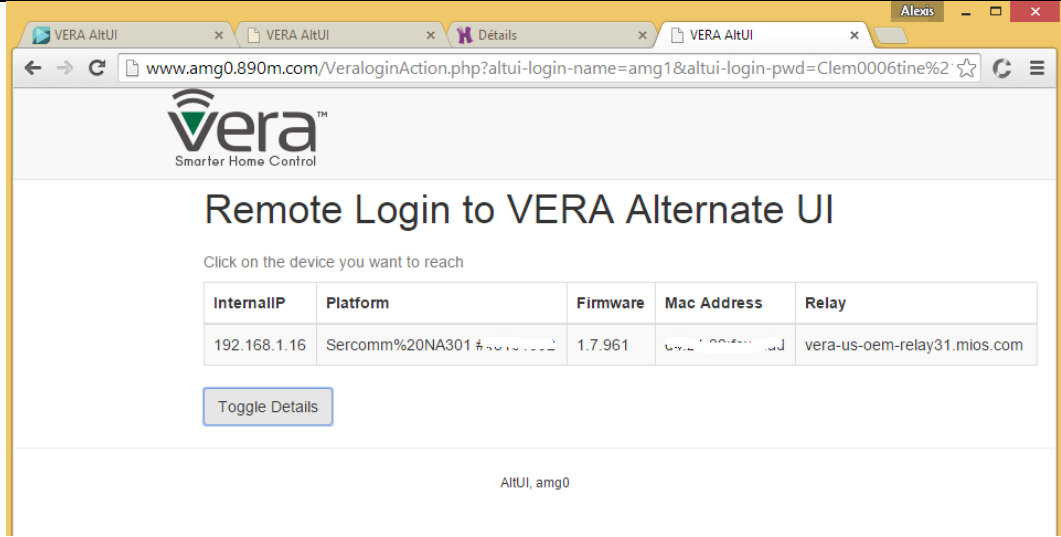 Alexis
VERA AltUI
VERA AltUI
Détails
VERA AltUI
www.amg0.890m.com/VeraloginAction.php?altui-login-name=amg1&altui-login-pwd=Clem0006tine%2
vera™
Smarter Home Control
Remote Login to VERA Alternate UI
Click on the device you want to reach
InternalIP Platform Firmware Mac Address Relay
192.168.1.16 Sercomm%20NA301 1.7.961 vera-us-oem-relay31.mios.com
Toggle Details
AltUI, amg0